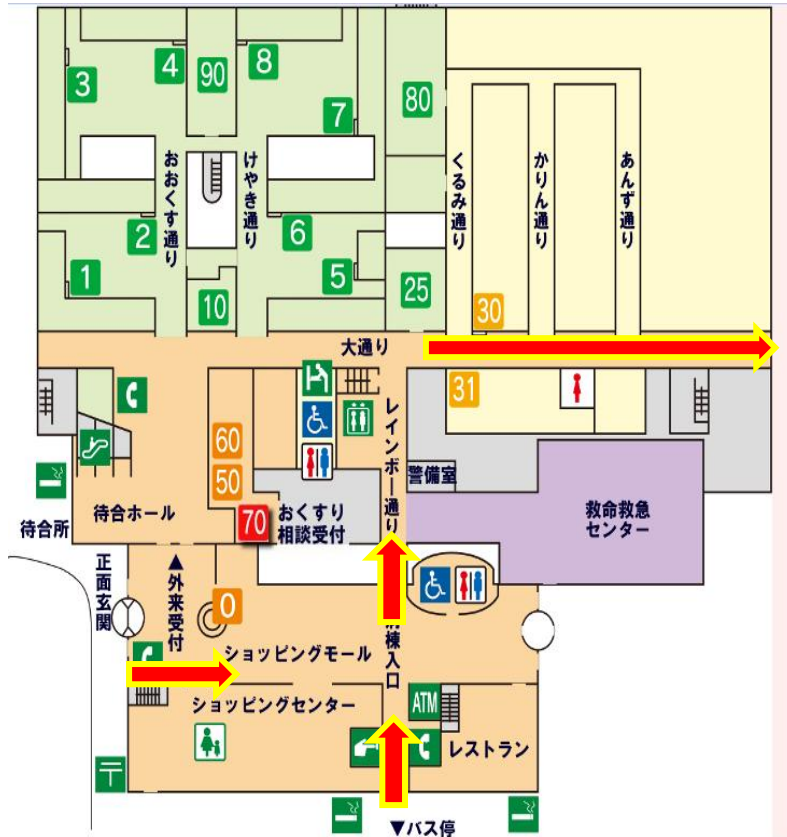 4
8
90
3
80
7
おおくす通り
けやき通り
くるみ通り
かりん通り
あんず通り
2
6
1
5
10
25
30
大通り
31
レインボー通り
60
50
警備室
70
おくすり
相談受付
待合ホール
待合所
救命救急
センター
正面玄関
▲外来受付
0
棟入口
ショッピングモール
ショッピングセンター
ATM
レストラン
〒
▼バス停